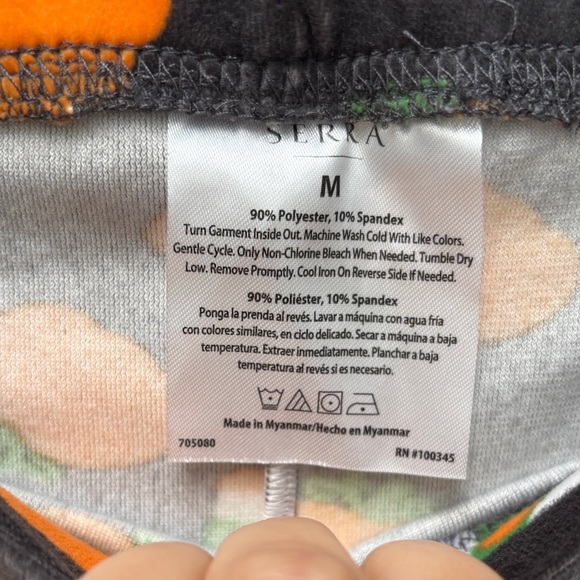 SERRA
M
90% Polyester, 10% Spandex
Turn Garment Inside Out. Machine Wash Cold With Like Colors.
Gentle Cycle. Only Non-Chlorine Bleach When Needed. Tumble Dry
Low. Remove Promptly. Cool Iron On Reverse Side If Needed.
90% Poliéster, 10% Spandex
Ponga la prenda al revés. Lavar a máquina con agua fría
con colores similares, en ciclo delicado. Secar a máquina a baja
temperatura. Extraer inmediatamente. Planchar a baja
temperatura al revés si es necesario.
Made in Myanmar/Hecho en Myanmar
705080
RN #100345